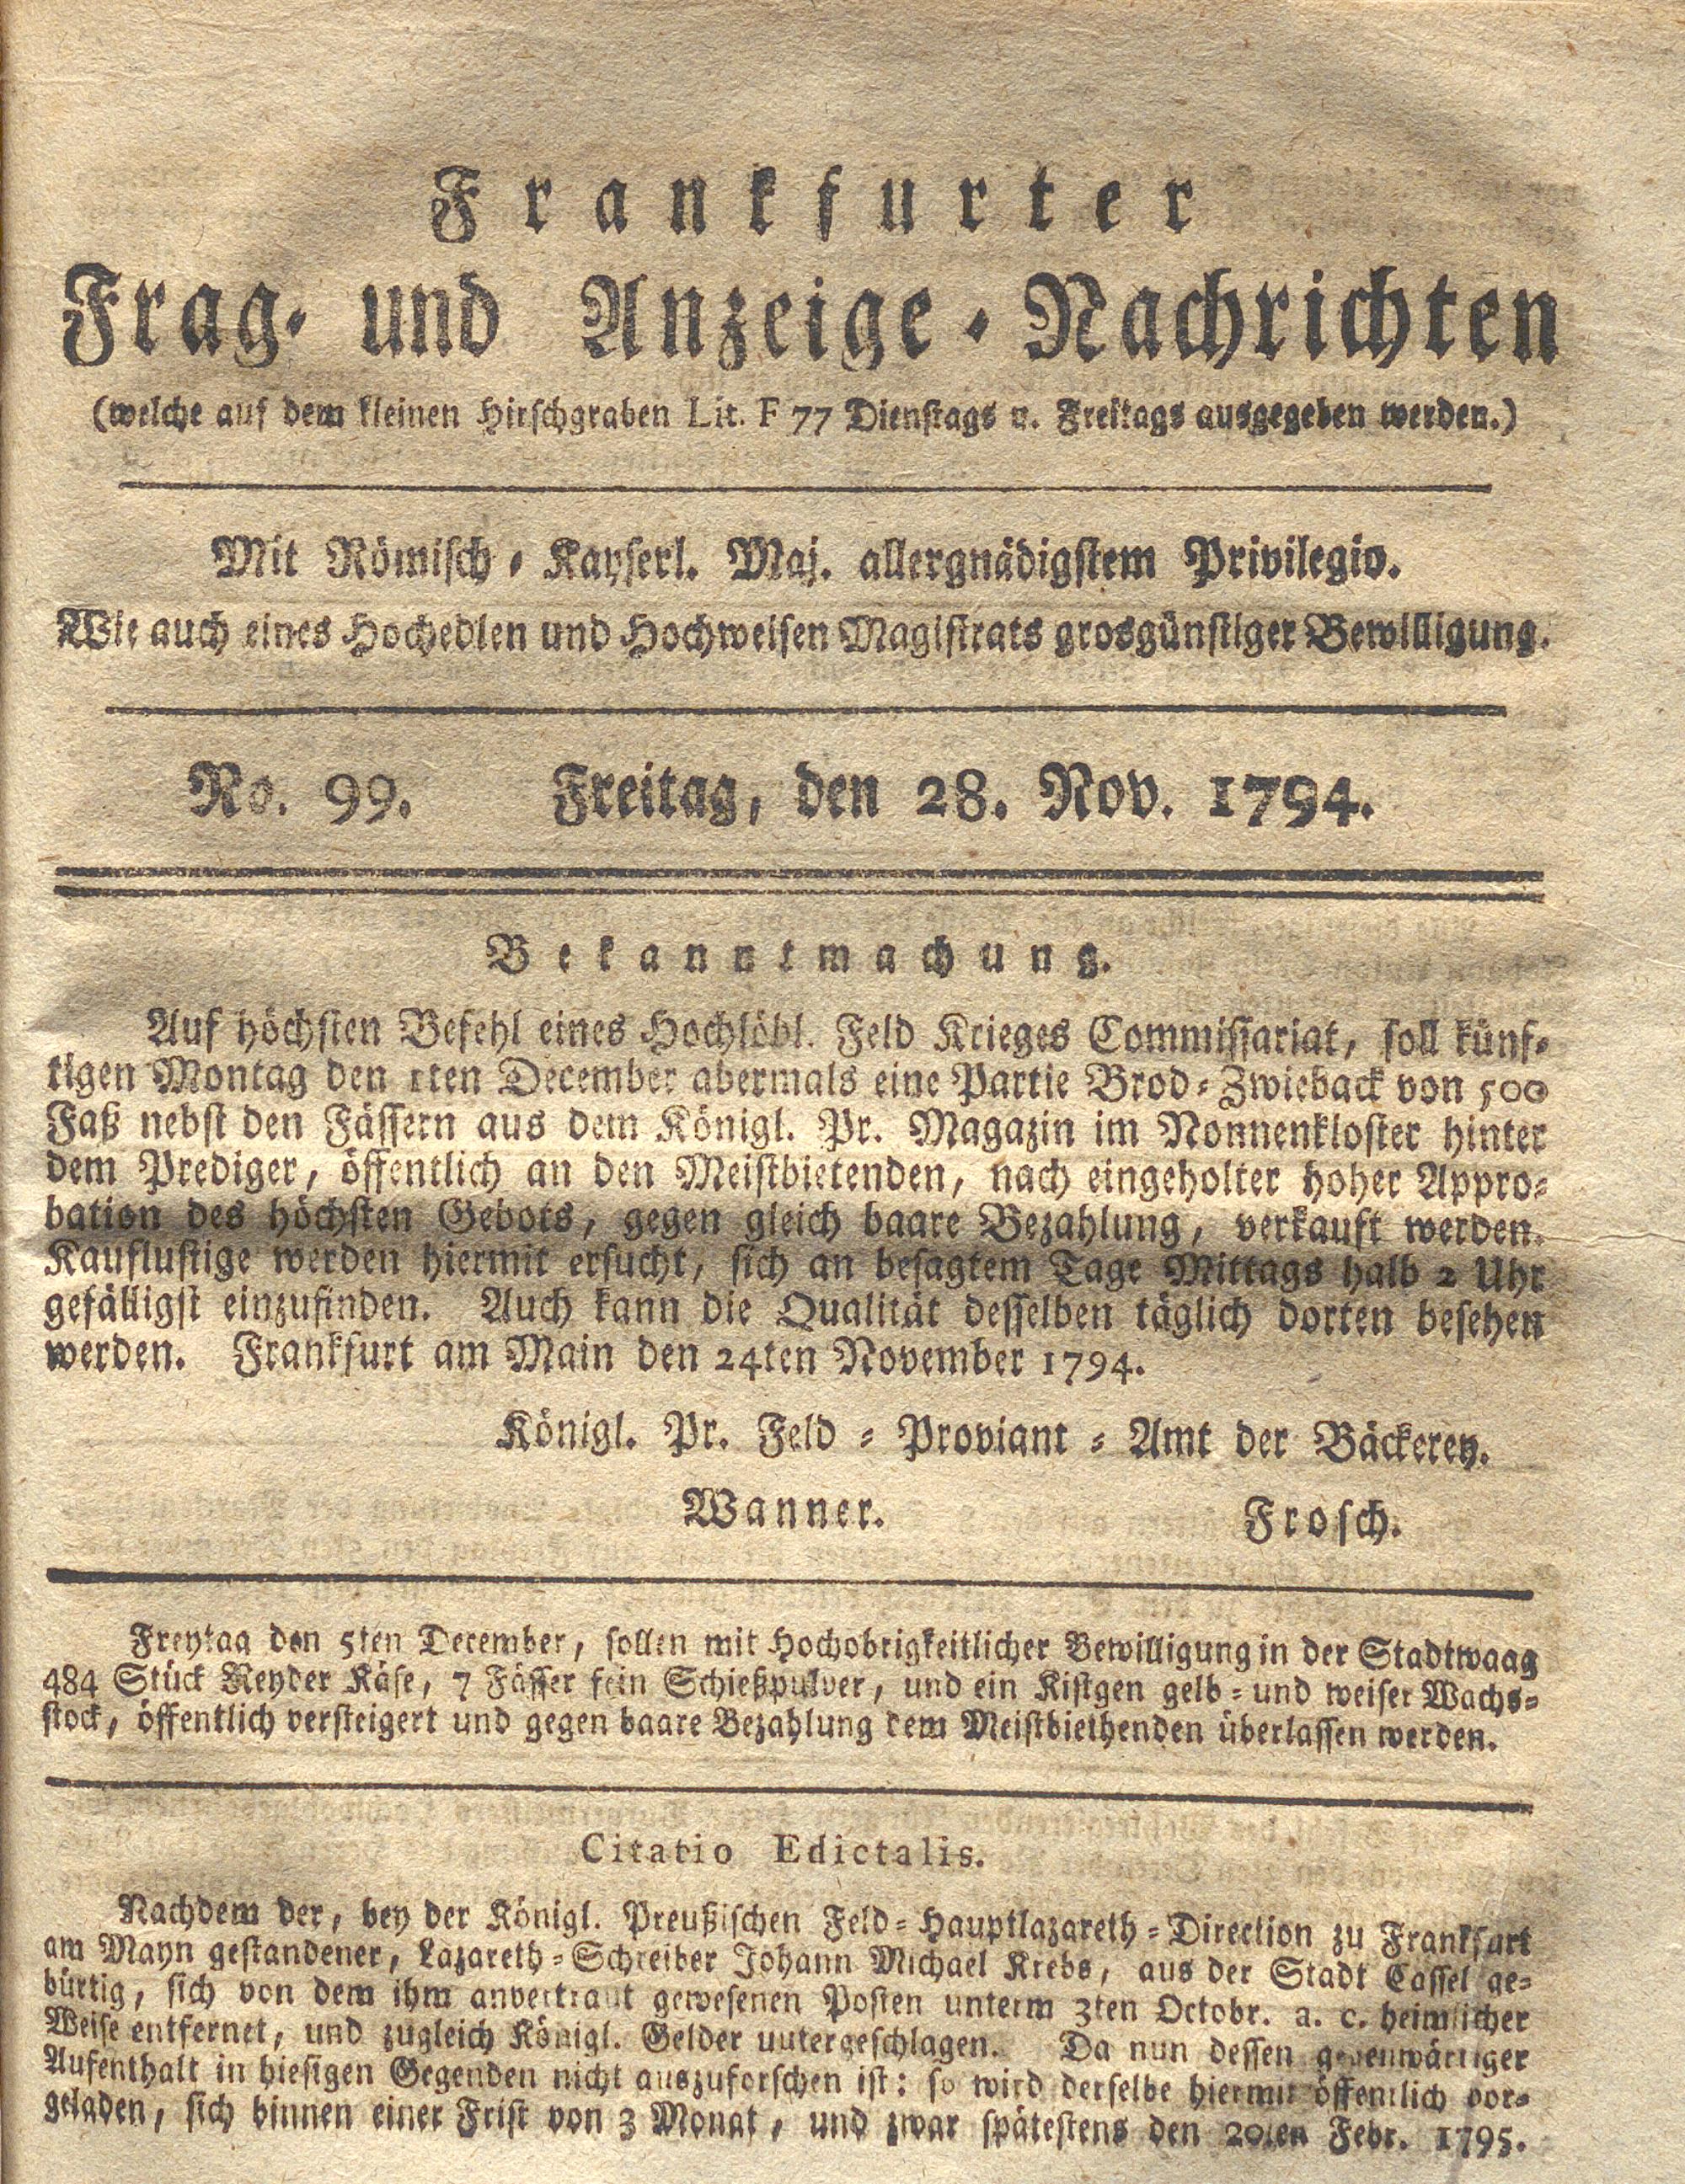 Frankfurter
Frag- und Anzeige-Nachrichten
(welche auf dem kleinen Hirschgraben Lit. F 77 Dienstags u. Freitags ausgegeben werden.)
Mit Römisch-Kayserl. Maj. allergnädigstem Privilegio.
Wie auch eines Hochedlen und Hochweisen Magistrats grosgünstiger Bewilligung.
No. 99. Freitag, den 28. Nov. 1794.
Bekanntmachung.
Auf höchsten Befehl eines Hochlöbl. Feld Krieges Commissariat, soll künf-
tigen Montag den 1ten December abermals eine Partie Brod-Zwieback von 500
Faß nebst den Fässern aus dem Königl. Pr. Magazin im Nonnenkloster hinter
dem Prediger, öffentlich an den Meistbietenden, nach eingeholter hoher Appro-
bation des höchsten Gebots, gegen gleich baare Bezahlung, verkauft werden.
Kauflustige werden hiermit ersucht, sich an besagtem Tage Mittags halb 2 Uhr
gefälligst einzufinden. Auch kann die Qualität desselben täglich dorten besehen
werden. Frankfurt am Main den 24ten November 1794.
Königl. Pr. Feld-Proviant-Amt der Bäckerey.
Wanner. Frosch.
Freytag den 5ten December, sollen mit Hochobrigkeitlicher Bewilligung in der Stadtwaag
484 Stück Reyder Käse, 7 Fässer fein Schießpulver, und ein Kistgen gelb-und weiser Wachs-
stock, öffentlich versteigert und gegen baare Bezahlung dem Meistbiethenden überlassen werden.
Citatio Edictalis.
Nachdem der, bey der Königl. Preußischen Feld-Hauptlazareth-Direction zu Frankfurt
am Mayn gestandener, Lazareth-Schreiber Johann Michael Krebs, aus der Stadt Cassel ge-
bürtig, sich von dem ihm anvertraut gewesenen Posten unterm 3ten Octobr. a. c. heimlicher
Weise entfernet, und zugleich Königl. Gelder uutergeschlagen. Da nun dessen gegenwärtiger
Aufenthalt in hiesigen Gegenden nicht auszuforschen ist: so wird derselbe hiermit öffentlich vor-
geladen, sich binnen einer Frist von 3 Monat, und zwar spätestens den 20ten Febr. 1795.